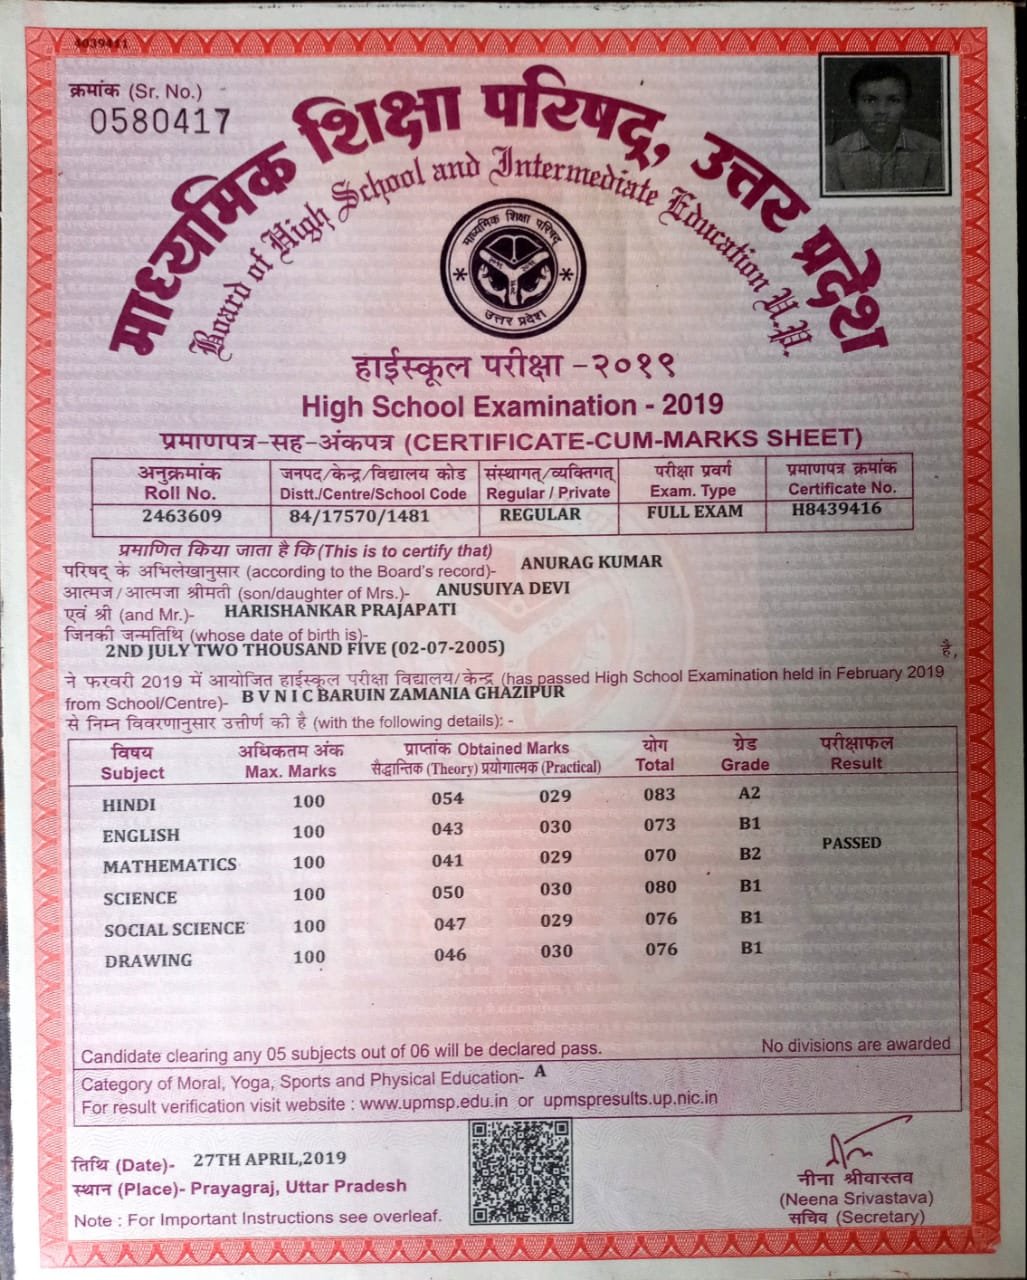 4039411
क्रमांक (Sr. No.)
0580417
माध्यमिक शिक्षा परिषद्, उत्तर प्रदेश
Board of High School and Intermediate Education U.P.
माध्यमिक शिक्षा परिषद
उत्तर प्रदेश
हाईस्कूल परीक्षा - २०१९
High School Examination - 2019
प्रमाणपत्र-सह-अंकपत्र (CERTIFICATE-CUM-MARKS SHEET)
अनुक्रमांक जनपद/केन्द्र/विद्यालय कोड संस्थागत्/व्यक्तिगत् परीक्षा प्रवर्ग प्रमाणपत्र क्रमांक
Roll No. Distt./Centre/School Code Regular / Private Exam. Type Certificate No.
2463609 84/17570/1481 REGULAR FULL EXAM H8439416
प्रमाणित किया जाता है कि (This is to certify that)
परिषद् के अभिलेखानुसार (according to the Board's record)- ANURAG KUMAR
आत्मज/आत्मजा श्रीमती (son/daughter of Mrs.)- ANUSUIYA DEVI
एवं श्री (and Mr.)- HARISHANKAR PRAJAPATI
जिनकी जन्मतिथि (whose date of birth is)-
2ND JULY TWO THOUSAND FIVE (02-07-2005) है,
ने फरवरी 2019 में आयोजित हाईस्कूल परीक्षा विद्यालय/केन्द्र (has passed High School Examination held in February 2019
from School/Centre)- B V N I C BARUIN ZAMANIA GHAZIPUR
से निम्न विवरणानुसार उत्तीर्ण की है (with the following details): -
विषय अधिकतम अंक प्राप्तांक Obtained Marks योग ग्रेड परीक्षाफल
Subject Max. Marks सैद्धान्तिक (Theory) प्रयोगात्मक (Practical) Total Grade Result
HINDI 100 054 029 083 A2
ENGLISH 100 043 030 073 B1
PASSED
MATHEMATICS 100 041 029 070 B2
SCIENCE 100 050 030 080 B1
SOCIAL SCIENCE 100 047 029 076 B1
DRAWING 100 046 030 076 B1
Candidate clearing any 05 subjects out of 06 will be declared pass. No divisions are awarded
Category of Moral, Yoga, Sports and Physical Education- A
For result verification visit website : www.upmsp.edu.in or upmspresults.up.nic.in
तिथि (Date)- 27TH APRIL,2019
स्थान (Place)- Prayagraj, Uttar Pradesh
Note : For Important Instructions see overleaf.
नीना श्रीवास्तव
(Neena Srivastava)
सचिव (Secretary)